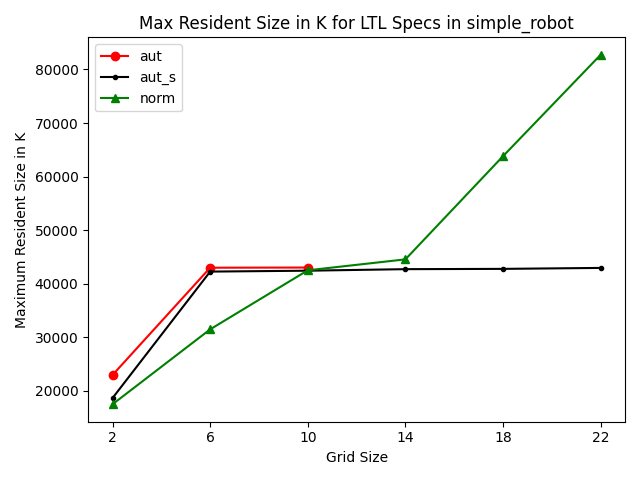 Max Resident Size in K for LTL Specs in simple_robot
aut
aut_s
norm
Maximum Resident Size in K
80000
70000
60000
50000
40000
30000
20000
2 6 10 14 18 22
Grid Size